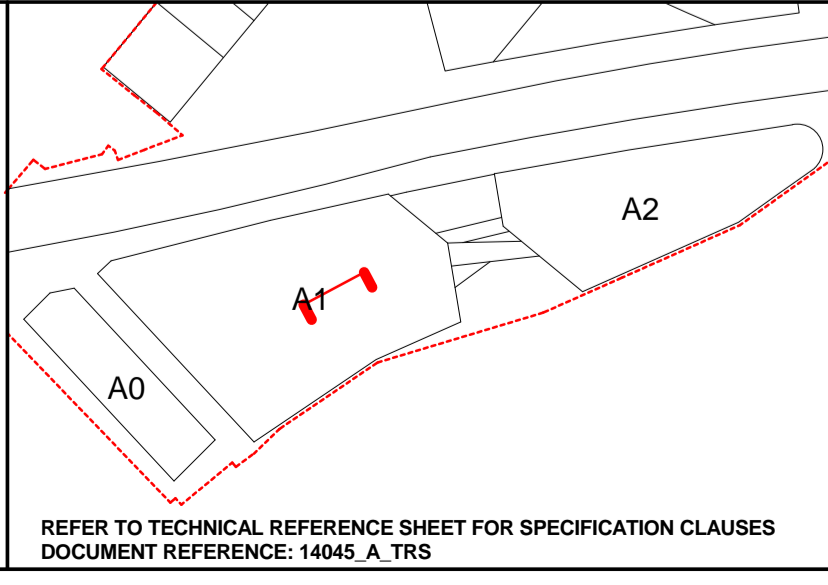 A2
A1
A0
REFER TO TECHNICAL REFERENCE SHEET FOR SPECIFICATION CLAUSES
DOCUMENT REFERENCE: 14045_A_TRS